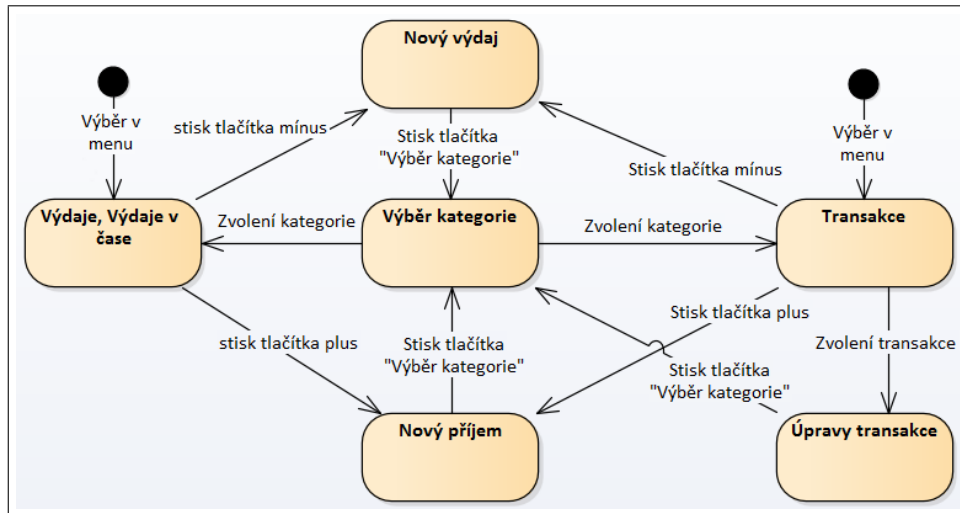 Nový výdaj
Výběr v
menu
stisk tlačítka mínus
Stisk tlačítka
"Výběr kategorie"
Stisk tlačítka mínus
Výběr v
menu
Výdaje, Výdaje v
čase
Zvolení kategorie
Výběr kategorie
Zvolení kategorie
Transakce
stisk tlačítka plus
Stisk tlačítka
"Výběr kategorie"
Stisk tlačítka plus
Stisk tlačítka
"Výběr kategorie"
Zvolení transakce
Nový příjem
Úpravy transakce